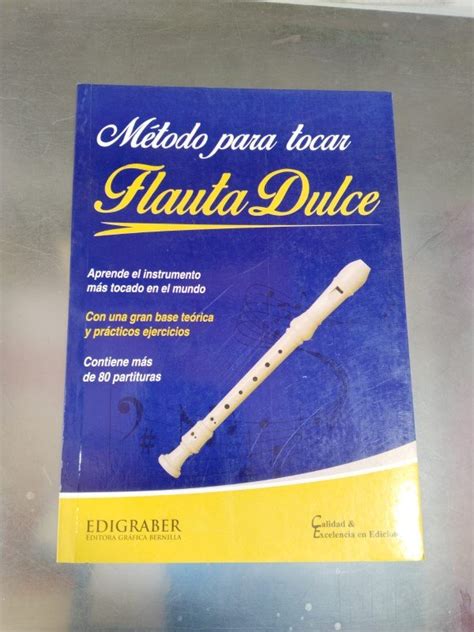 Método para tocar
Flauta Dulce
Aprende el instrumento
más tocado en el mundo
Con una gran base teórica
y prácticos ejercicios
Contiene más
de 80 partituras
EDIGRABER
EDITORA GRÁFICA BERNILLA
Calidad &
Excelencia en